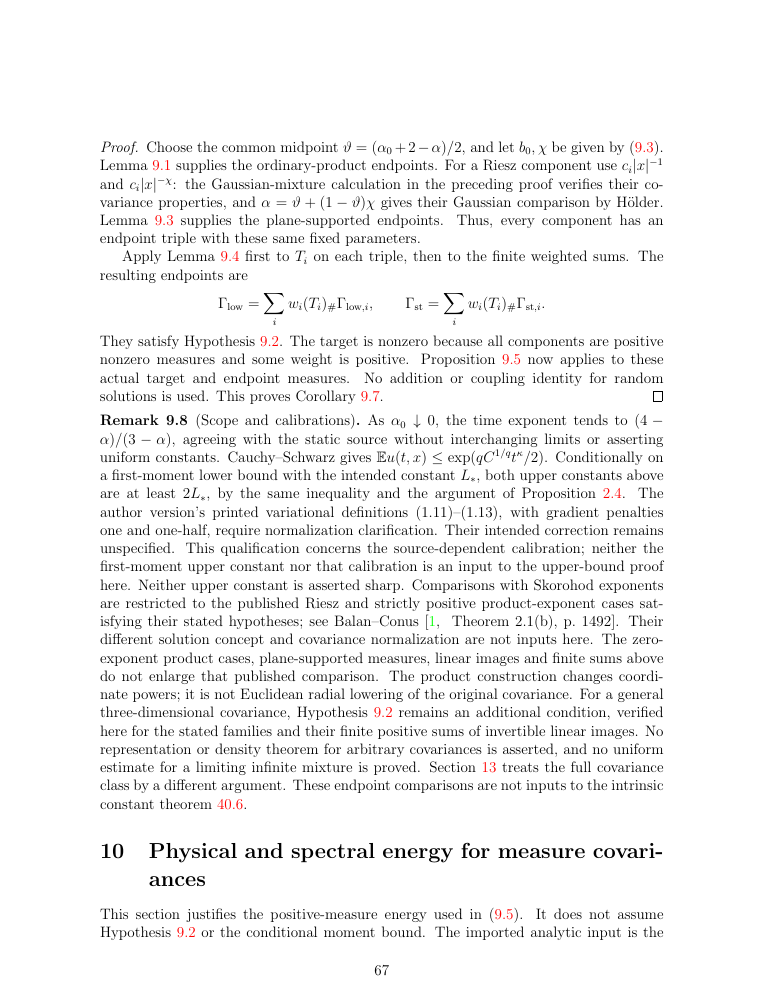 Proof. Choose the common midpoint ϑ = (α₀ + 2 − α)/2, and let b₀, χ be given by (9.3).
Lemma 9.1 supplies the ordinary-product endpoints. For a Riesz component use cᵢ|x|⁻¹
and cᵢ|x|^{−χ}: the Gaussian-mixture calculation in the preceding proof verifies their co-
variance properties, and α = ϑ + (1 − ϑ)χ gives their Gaussian comparison by Hölder.
Lemma 9.3 supplies the plane-supported endpoints. Thus, every component has an
endpoint triple with these same fixed parameters.
Apply Lemma 9.4 first to Tᵢ on each triple, then to the finite weighted sums. The
resulting endpoints are
Γ_{low} = ∑_i wᵢ(Tᵢ)_#Γ_{low,i}, Γ_{st} = ∑_i wᵢ(Tᵢ)_#Γ_{st,i}.
They satisfy Hypothesis 9.2. The target is nonzero because all components are positive
nonzero measures and some weight is positive. Proposition 9.5 now applies to these
actual target and endpoint measures. No addition or coupling identity for random
solutions is used. This proves Corollary 9.7. □
Remark 9.8 (Scope and calibrations). As α₀ ↓ 0, the time exponent tends to (4 −
α)/(3 − α), agreeing with the static source without interchanging limits or asserting
uniform constants. Cauchy–Schwarz gives 𝔼u(t, x) ≤ exp(qC^{1/q}t^κ/2). Conditionally on
a first-moment lower bound with the intended constant L_*, both upper constants above
are at least 2L_*, by the same inequality and the argument of Proposition 2.4. The
author version's printed variational definitions (1.11)–(1.13), with gradient penalties
one and one-half, require normalization clarification. Their intended correction remains
unspecified. This qualification concerns the source-dependent calibration; neither the
first-moment upper constant nor that calibration is an input to the upper-bound proof
here. Neither upper constant is asserted sharp. Comparisons with Skorohod exponents
are restricted to the published Riesz and strictly positive product-exponent cases sat-
isfying their stated hypotheses; see Balan–Conus [1, Theorem 2.1(b), p. 1492]. Their
different solution concept and covariance normalization are not inputs here. The zero-
exponent product cases, plane-supported measures, linear images and finite sums above
do not enlarge that published comparison. The product construction changes coordi-
nate powers; it is not Euclidean radial lowering of the original covariance. For a general
three-dimensional covariance, Hypothesis 9.2 remains an additional condition, verified
here for the stated families and their finite positive sums of invertible linear images. No
representation or density theorem for arbitrary covariances is asserted, and no uniform
estimate for a limiting infinite mixture is proved. Section 13 treats the full covariance
class by a different argument. These endpoint comparisons are not inputs to the intrinsic
constant theorem 40.6.
10 Physical and spectral energy for measure covari-
ances
This section justifies the positive-measure energy used in (9.5). It does not assume
Hypothesis 9.2 or the conditional moment bound. The imported analytic input is the
67